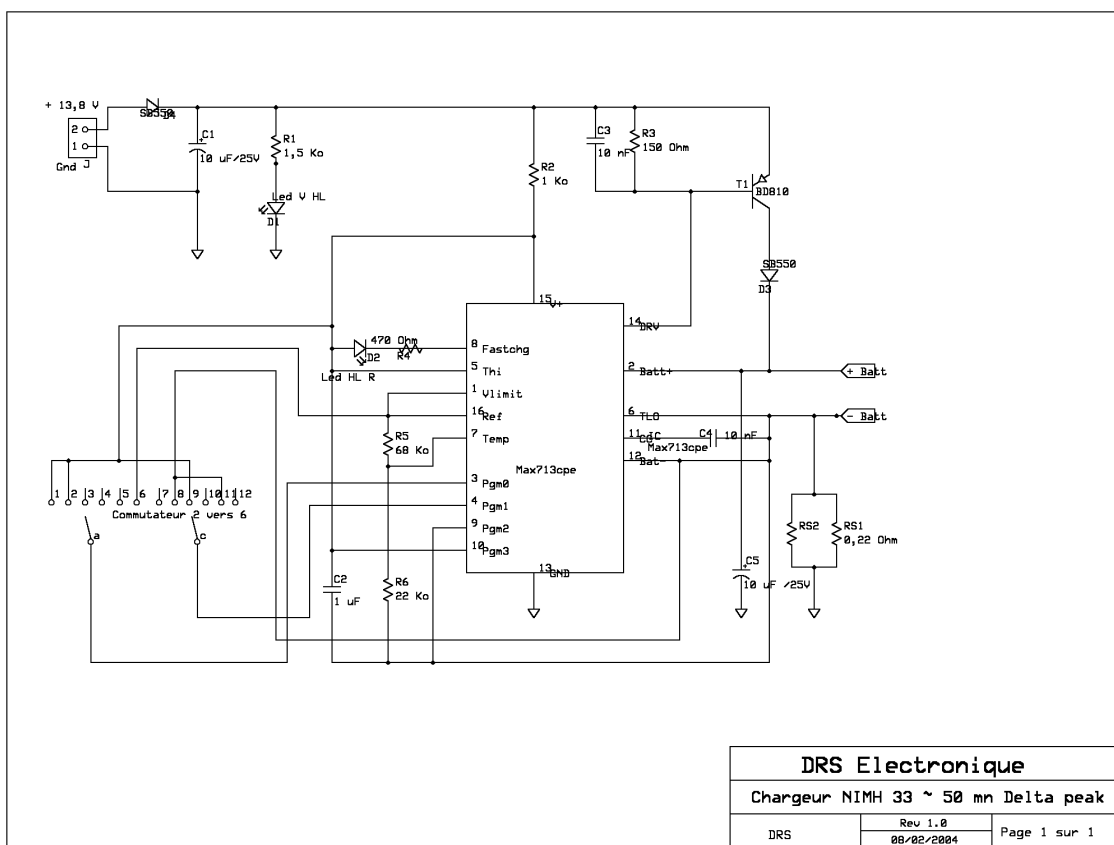 + 13,8 V
SB550
D4
2
1
Gnd J
C1
10 uF/25V
R1
1,5 Ko
Led V HL
D1
R2
1 Ko
C3
10 nF
R3
150 Ohm
T1
BD810
SB550
D3
15 V+
14 DRV
470 Ohm
R4
D2
Led HL R
8 Fastchg
5 Thi
1 Vlimit
16 Ref
7 Temp
3 Pgm0
4 Pgm1
9 Pgm2
10 Pgm3
2 Batt+
6 TLO
11 CC
12 Bat-
13 GND
IC
Max713cpe
Max713cpe
C4
10 nF
+ Batt
- Batt
R5
68 Ko
R6
22 Ko
C2
1 uF
C5
10 uF /25V
RS2
RS1
0,22 Ohm
1 2 3 4 5 6 7 8 9 10 11 12
Commutateur 2 vers 6
a
c
DRS Electronique
Chargeur NIMH 33 ~ 50 mn Delta peak
DRS
Rev 1.0
08/02/2004
Page 1 sur 1